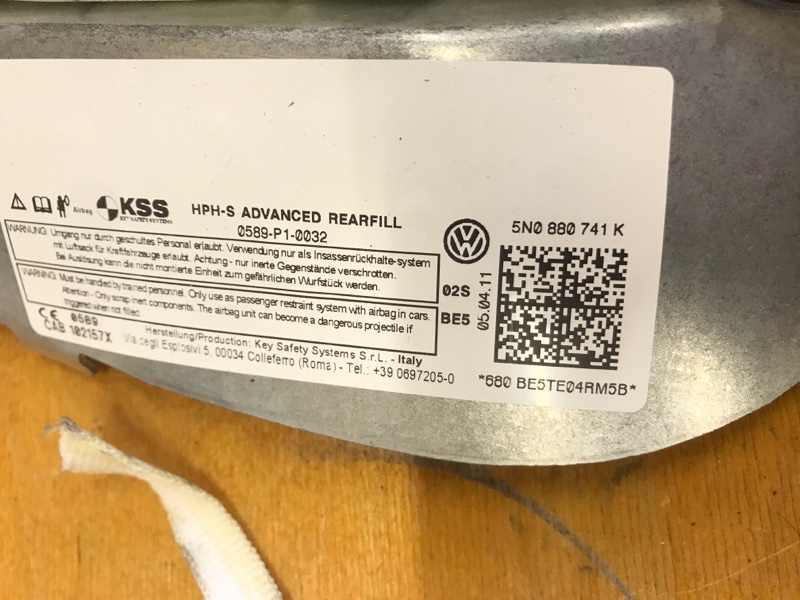 Airbag
KSS
KEY SAFETY SYSTEMS
HPH-S ADVANCED REARFILL
0589-P1-0032
WARNUNG: Umgang nur durch geschultes Personal erlaubt. Verwendung nur als Insassenrückhalte-system
mit Luftsack für Kraftfahrzeuge erlaubt. Achtung - nur inerte Gegenstände verschrotten.
Bei Auslösung kann die nicht montierte Einheit zum gefährlichen Wurfstück werden.
WARNING: Must be handled by trained personnel. Only use as passenger restraint system with airbag in cars.
Attention - Only scrap inert components. The airbag unit can become a dangerous projectile if
triggered when not fitted.
CE 0589
CAB 102157X
Herstellung/Production: Key Safety Systems S.r.L. - Italy
Via degli Esplosivi 5, 00034 Colleferro (Roma) - Tel.: +39 0697205-0
02S
BE5
05.04.11
5N0 880 741 K
*680 BE5TE04RM5B*